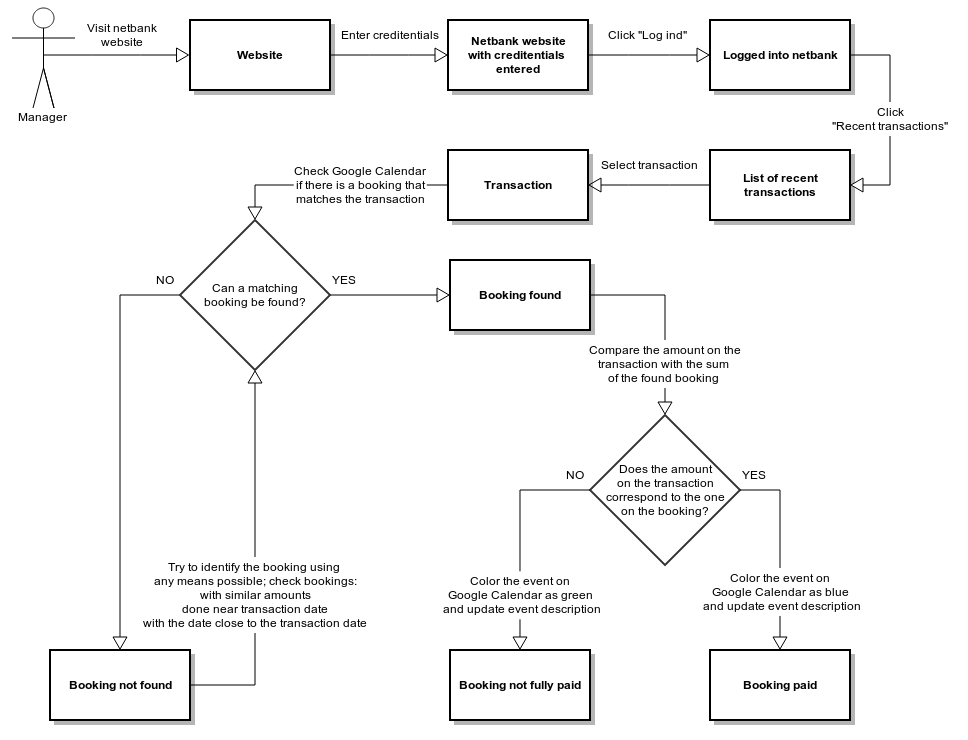 Visit netbank
website
Manager
Website
Enter creditentials
Netbank website
with creditentials
entered
Click "Log ind"
Logged into netbank
Click
"Recent transactions"
List of recent
transactions
Select transaction
Transaction
Check Google Calendar
if there is a booking that
matches the transaction
Can a matching
booking be found?
NO
YES
Booking found
Compare the amount on the
transaction with the sum
of the found booking
Does the amount
on the transaction
correspond to the one
on the booking?
NO
YES
Try to identify the booking using
any means possible; check bookings:
with similar amounts
done near transaction date
with the date close to the transaction date
Color the event on
Google Calendar as green
and update event description
Color the event on
Google Calendar as blue
and update event description
Booking not found
Booking not fully paid
Booking paid